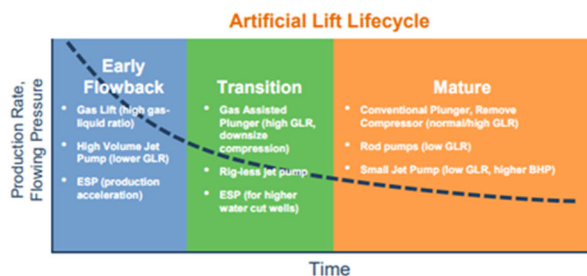 Artificial Lift Lifecycle
Production Rate,
Flowing Pressure
Early
Flowback
• Gas Lift (high gas-
liquid ratio)
• High Volume Jet
Pump (lower GLR)
• ESP (production
acceleration)
Transition
• Gas Assisted
Plunger (high GLR,
downsize
compression)
• Rig-less jet pump
• ESP (for higher
water cut wells)
Mature
• Conventional Plunger, Remove
Compressor (normal/high GLR)
• Rod pumps (low GLR)
• Small Jet Pump (low GLR, higher BHP)
Time